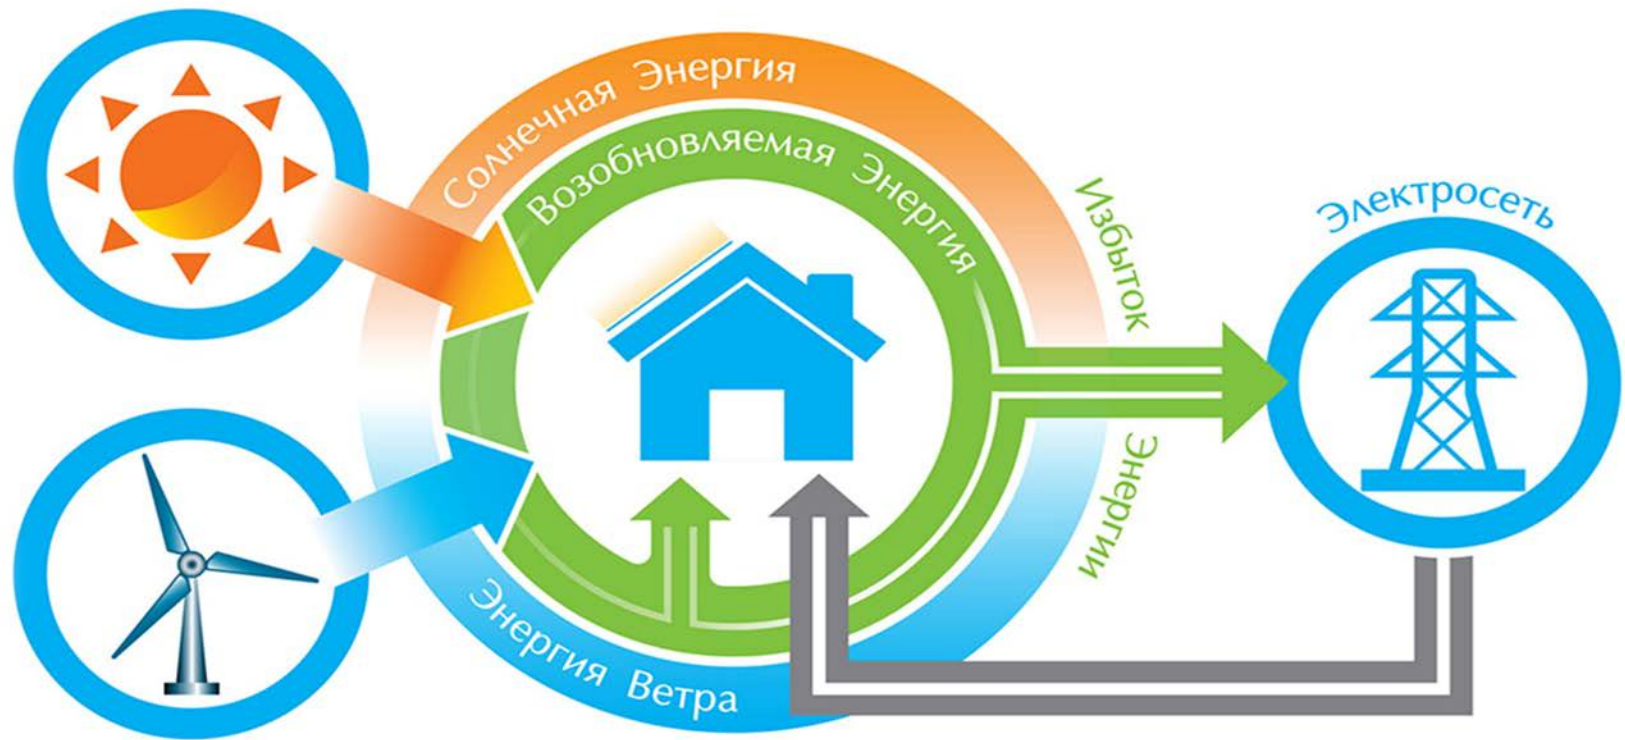 Солнечная Энергия
Возобновляемая Энергия
Избыток
Энергии
Электросеть
Энергия Ветра